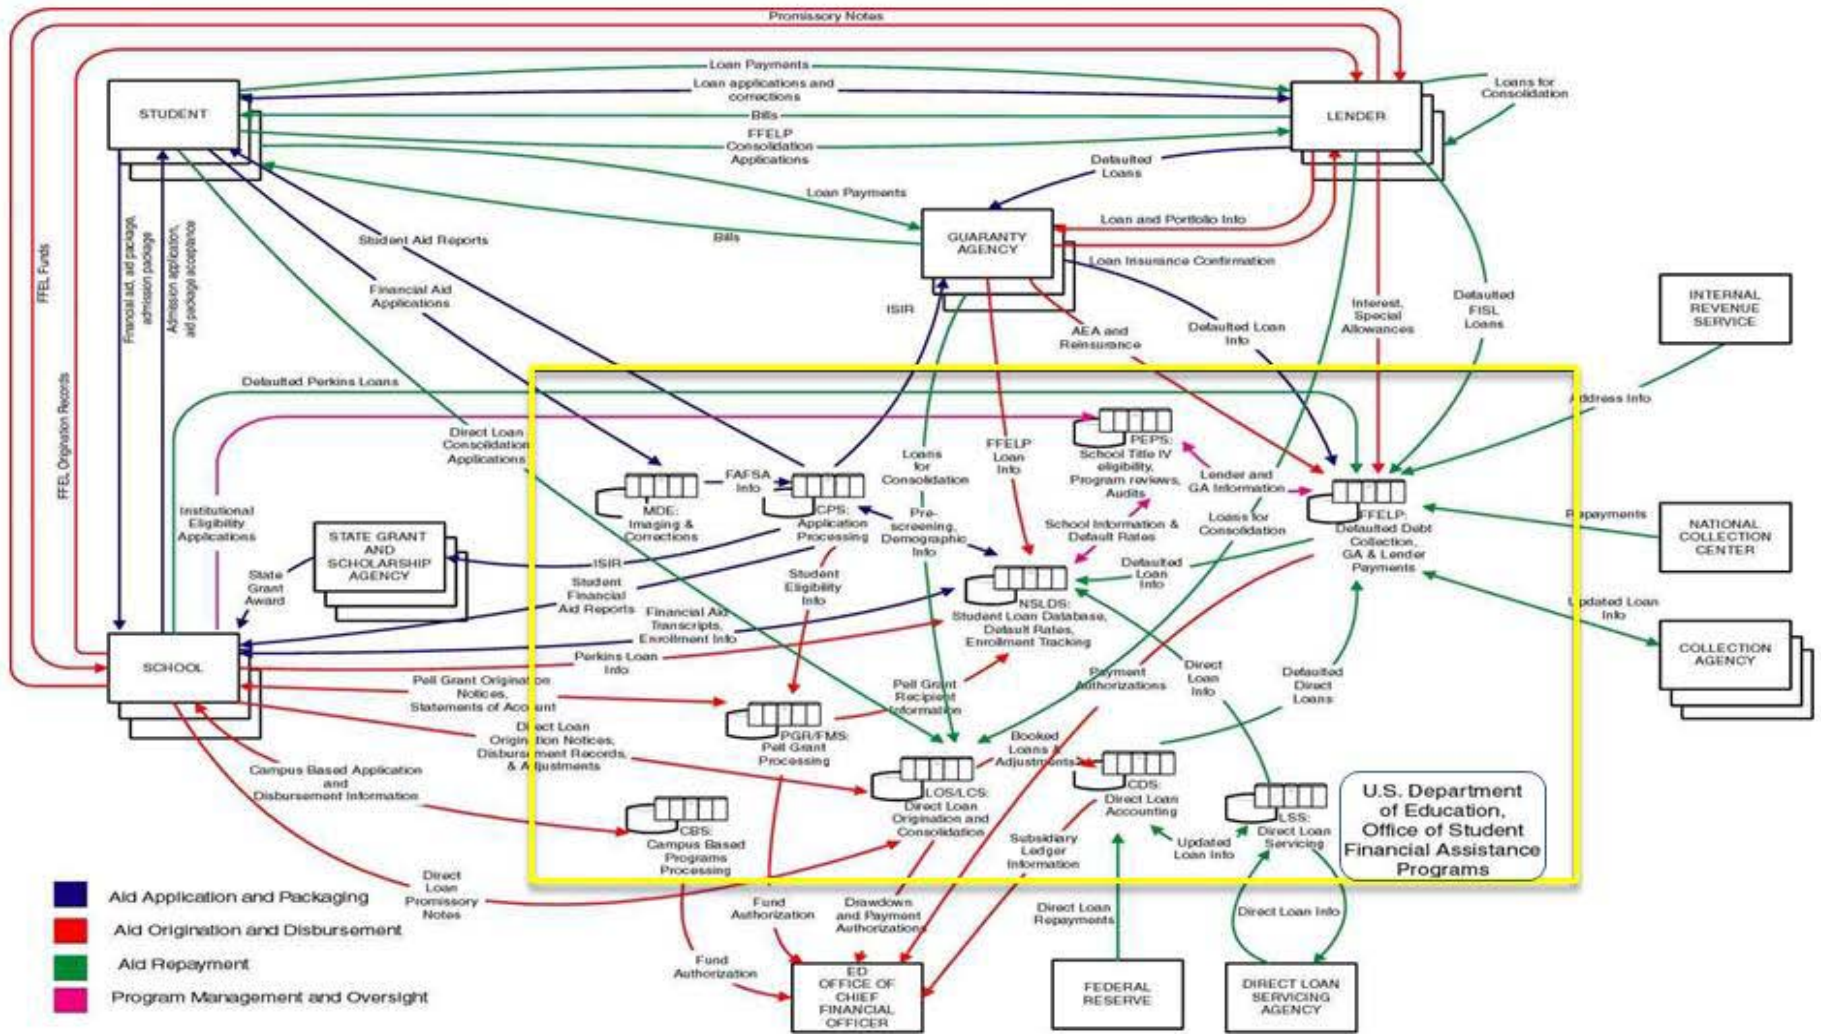 Promissory Notes
Loan Payments
Loan applications and
corrections
Bills
FFELP
Consolidation
Applications
Loans for
Consolidation
STUDENT
LENDER
Defaulted
Loans
Loan Payments
Bills
Loan and Portfolio Info
GUARANTY
AGENCY
Loan Insurance Confirmation
FFEL Funds
FFEL Origination Records
Financial aid, aid package,
admission package
Admission application,
aid package acceptance
Student Aid Reports
Financial Aid
Applications
ISIR
AEA and
Reinsurance
Defaulted Loan
Info
Interest,
Special
Allowances
Defaulted
FISL
Loans
INTERNAL
REVENUE
SERVICE
Address Info
Defaulted Perkins Loans
Direct Loan
Consolidation
Applications
Institutional
Eligibility
Applications
STATE GRANT
AND
SCHOLARSHIP
AGENCY
State
Grant
Award
FAFSA
Info
MDE:
Imaging &
Corrections
CPS:
Application
Processing
Loans
for
Consolidation
FFELP
Loan
Info
PEPS:
School Title IV
eligibility,
Program reviews,
Audits
Lender and
GA Information
School Information &
Default Rates
Loans for
Consolidation
FFELP:
Defaulted Debt
Collection,
GA & Lender
Payments
Repayments
NATIONAL
COLLECTION
CENTER
Pre-
screening,
Demographic
Info
ISIR
Student
Financial
Aid Reports
Student
Eligibility
Info
Defaulted
Loan
Info
NSLDS:
Student Loan Database,
Default Rates,
Enrollment Tracking
Updated Loan
Info
COLLECTION
AGENCY
Financial Aid
Transcripts,
Enrollment Info
SCHOOL
Perkins Loan
Info
Pell Grant Origination
Notices,
Statements of Account
Pell Grant
Recipient
Information
Payment
Authorizations
Direct
Loan
Info
Defaulted
Direct
Loans
PGR/FMS:
Pell Grant
Processing
Direct Loan
Origination Notices,
Disbursement Records,
& Adjustments
Booked
Loans &
Adjustments
Campus Based Application
and
Disbursement Information
LOS/LCS:
Direct Loan
Origination and
Consolidation
CDS:
Direct Loan
Accounting
LSS:
Direct Loan
Servicing
CBS:
Campus Based
Programs
Processing
Subsidiary
Ledger
Information
Updated
Loan Info
U.S. Department
of Education,
Office of Student
Financial Assistance
Programs
Direct
Loan
Promissory
Notes
Fund
Authorization
Drawdown
and Payment
Authorizations
Direct Loan
Repayments
Direct Loan Info
Fund
Authorization
ED
OFFICE OF
CHIEF
FINANCIAL
OFFICER
FEDERAL
RESERVE
DIRECT LOAN
SERVICING
AGENCY
Aid Application and Packaging
Aid Origination and Disbursement
Aid Repayment
Program Management and Oversight